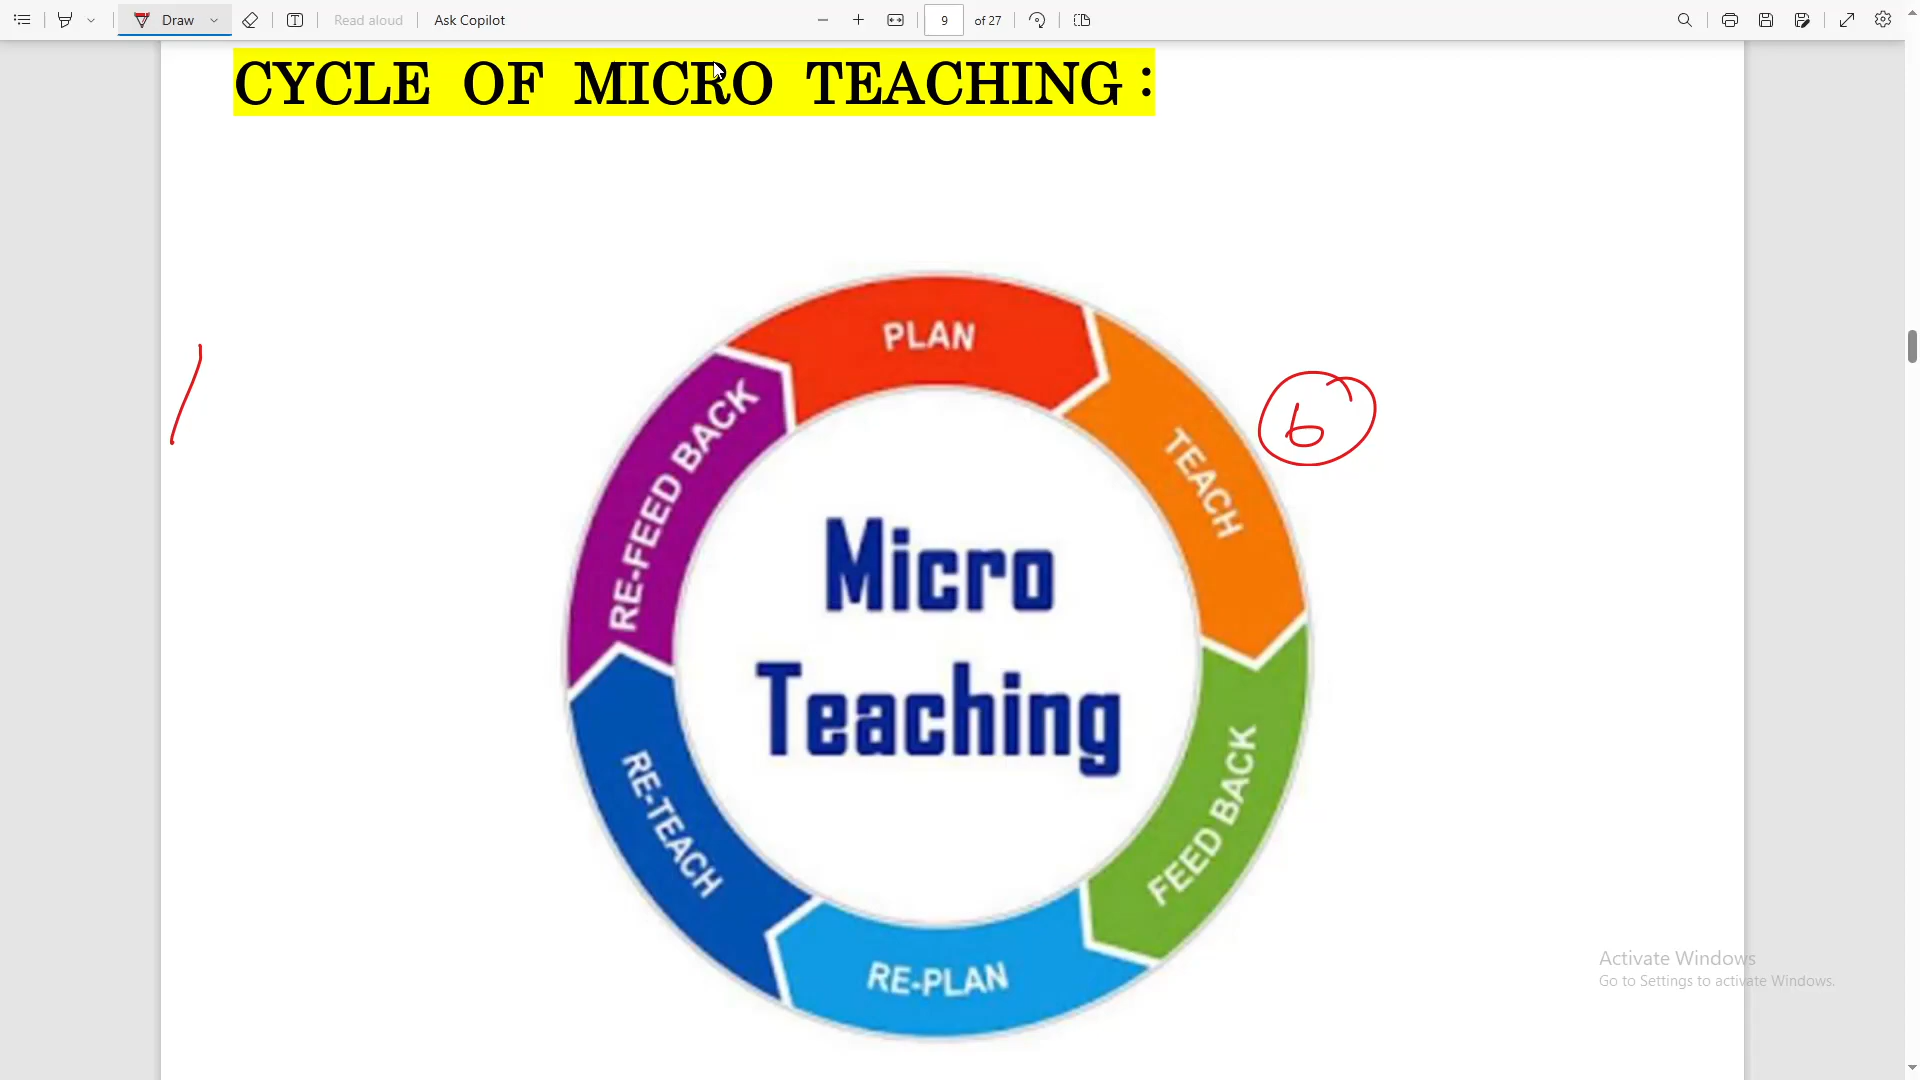 Draw
Read aloud
Ask Copilot
9
of 27
CYCLE OF MICRO TEACHING :
PLAN
TEACH
FEED BACK
RE-PLAN
RE-TEACH
RE-FEED BACK
Micro
Teaching
6
Activate Windows
Go to Settings to activate Windows.